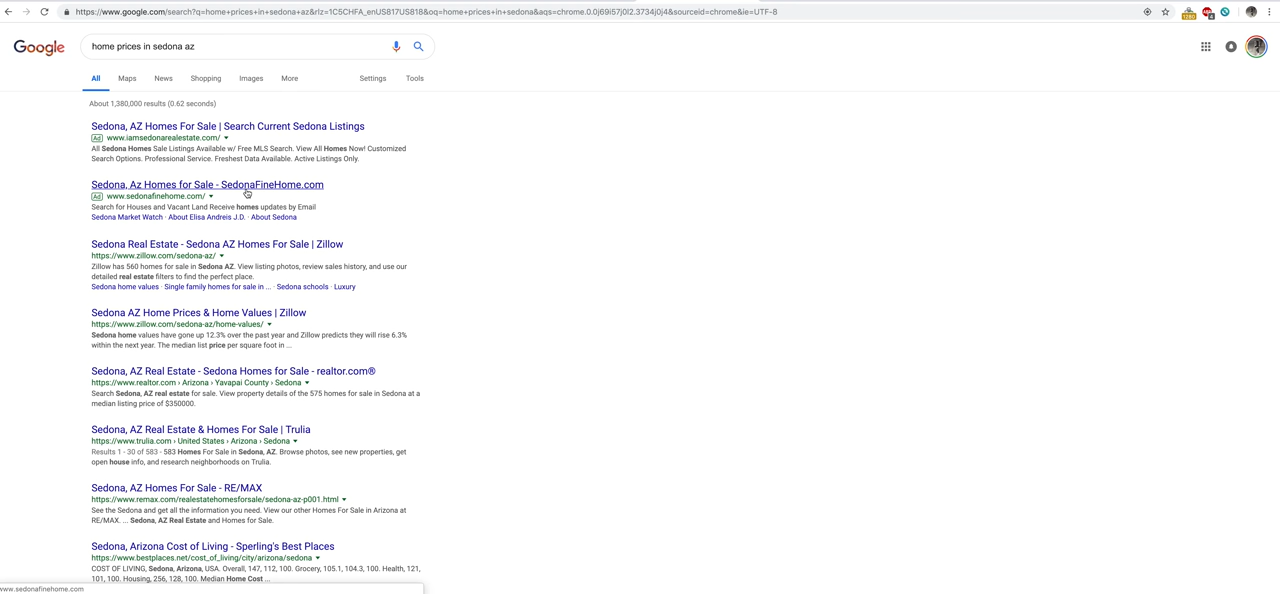 https://www.google.com/search?q=home+prices+in+sedona+az&rlz=1C5CHFA_enUS817US818&oq=home+prices+in+sedona&aqs=chrome.0.0j69i57j0l2.3734j0j4&sourceid=chrome&ie=UTF-8
Google
home prices in sedona az
All Maps News Shopping Images More Settings Tools
About 1,380,000 results (0.62 seconds)
Sedona, AZ Homes For Sale | Search Current Sedona Listings
Ad www.iamsedonarealestate.com/
All Sedona Homes Sale Listings Available w/ Free MLS Search. View All Homes Now! Customized
Search Options. Professional Service. Freshest Data Available. Active Listings Only.
Sedona, Az Homes for Sale - SedonaFineHome.com
Ad www.sedonafinehome.com/
Search for Houses and Vacant Land Receive homes updates by Email
Sedona Market Watch · About Elisa Andreis J.D. · About Sedona
Sedona Real Estate - Sedona AZ Homes For Sale | Zillow
https://www.zillow.com/sedona-az/
Zillow has 560 homes for sale in Sedona AZ. View listing photos, review sales history, and use our
detailed real estate filters to find the perfect place.
Sedona home values · Single family homes for sale in ... · Sedona schools · Luxury
Sedona AZ Home Prices & Home Values | Zillow
https://www.zillow.com/sedona-az/home-values/
Sedona home values have gone up 12.3% over the past year and Zillow predicts they will rise 6.3%
within the next year. The median list price per square foot in ...
Sedona, AZ Real Estate - Sedona Homes for Sale - realtor.com®
https://www.realtor.com › Arizona › Yavapai County › Sedona
Search Sedona, AZ real estate for sale. View property details of the 575 homes for sale in Sedona at a
median listing price of $350000.
Sedona, AZ Real Estate & Homes For Sale | Trulia
https://www.trulia.com › United States › Arizona › Sedona
Results 1 - 30 of 583 - 583 Homes For Sale in Sedona, AZ. Browse photos, see new properties, get
open house info, and research neighborhoods on Trulia.
Sedona, AZ Homes For Sale - RE/MAX
https://www.remax.com/realestatehomesforsale/sedona-az-p001.html
See the Sedona and get all the information you need. View our other Homes For Sale in Arizona at
RE/MAX. ... Sedona, AZ Real Estate and Homes for Sale.
Sedona, Arizona Cost of Living - Sperling's Best Places
https://www.bestplaces.net/cost_of_living/city/arizona/sedona
COST OF LIVING, Sedona, Arizona, USA. Overall, 147, 112, 100. Grocery, 105.1, 104.3, 100. Health, 121,
101, 100. Housing, 256, 128, 100. Median Home Cost ...
www.sedonafinehome.com